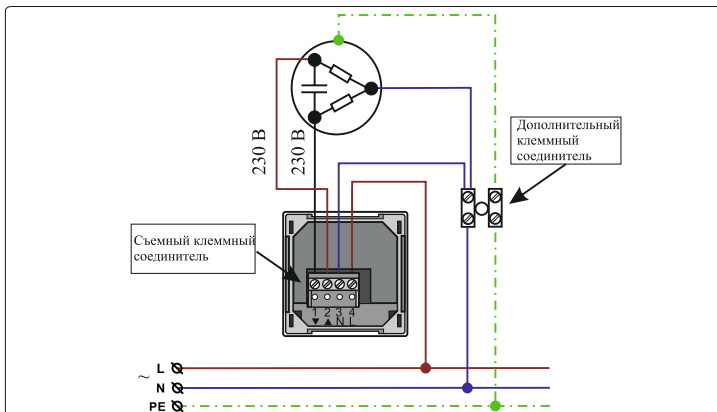 230 В
230 В
Дополнительный
клеммный
соединитель
Съемный клеммный
соединитель
1 2 3 4
▼ ▲ N L
~ L
N
PE